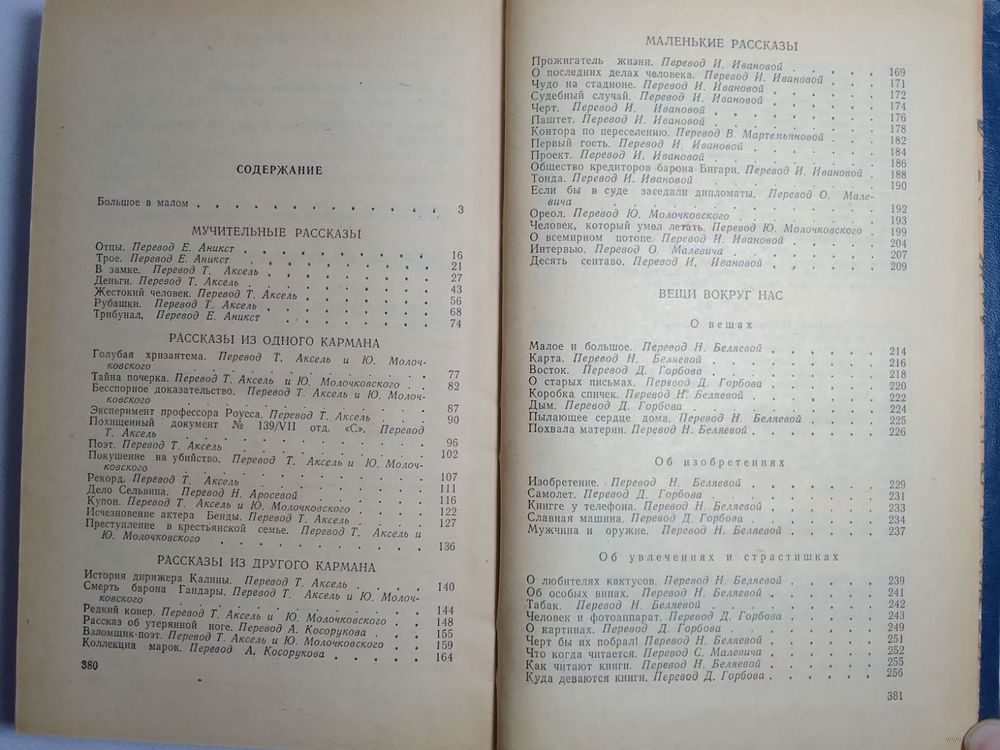 СОДЕРЖАНИЕ
Большое в малом . . . . . . . . . . . . . 3
МУЧИТЕЛЬНЫЕ РАССКАЗЫ
Отцы. Перевод Е. Аникст . . . . . . . . . 16
Трое. Перевод Е. Аникст . . . . . . . . . 21
В замке. Перевод Т. Аксель . . . . . . . . 27
Деньги. Перевод Т. Аксель . . . . . . . . 43
Жестокий человек. Перевод Т. Аксель . . . . . 56
Рубашки. Перевод Т. Аксель . . . . . . . . 68
Трибунал, Перевод Е. Аникст . . . . . . . 74
РАССКАЗЫ ИЗ ОДНОГО КАРМАНА
Голубая хризантема. Перевод Т. Аксель и Ю. Молоч-
ковского . . . . . . . . . . . 77
Тайна почерка. Перевод Т. Аксель и Ю. Молочковского . . 82
Бесспорное доказательство. Перевод Т. Аксель и Ю. Молоч-
ковского . . . . . . . . . . . 87
Эксперимент профессора Роусса. Перевод Т. Аксель . . . 90
Похищенный документ № 139/VII отд. «С». Перевод
Т. Аксель . . . . . . . . . . . 96
Поэт. Перевод Т. Аксель . . . . . . . . . 102
Покушение на убийство. Перевод Т. Аксель и Ю. Молоч-
ковского . . . . . . . . . . . 107
Рекорд. Перевод Т. Аксель . . . . . . . . 111
Дело Сельвина. Перевод Н. Аросевой . . . . . . 116
Купон. Перевод Т. Аксель и Ю. Молочковского . . . . 122
Исчезновение актера Бенды. Перевод Т. Аксель . . . . 127
Преступление в крестьянской семье. Перевод Т. Аксель и
Ю. Молочковского . . . . . . . . . 136
РАССКАЗЫ ИЗ ДРУГОГО КАРМАНА
История дирижера Калины. Перевод Т. Аксель . . . . 140
Смерть барона Гандары. Перевод Т. Аксель и Ю. Молоч-
ковского . . . . . . . . . . . 144
Редкий ковер. Перевод Т. Аксель и Ю. Молочковского . . 148
Рассказ об утерянной ноге. Перевод А. Косорукова . . . 155
Взломщик-поэт. Перевод Т. Аксель и Ю. Молочковского . . 159
Коллекция марок. Перевод А, Косорукова . . . . . 164
380
МАЛЕНЬКИЕ РАССКАЗЫ
Прожигатель жизни. Перевод И. Ивановой . . . . . 169
О последних делах человека. Перевод И. Ивановой . . . 171
Чудо на стадионе. Перевод И. Ивановой . . . . . 172
Судебный случай. Перевод И. Ивановой . . . . . 174
Черт. Перевод И. Ивановой . . . . . . . . 176
Паштет. Перевод И. Ивановой . . . . . . . 178
Контора по переселению. Перевод В. Мартемьяновой . . . 182
Первый гость. Перевод И. Ивановой . . . . . . 184
Проект. Перевод И. Ивановой . . . . . . . 186
Общество кредиторов барона Бигари. Перевод И. Ивановой . 188
Тонда. Перевод И. Ивановой . . . . . . . . 190
Если бы в суде заседали дипломаты. Перевод О. Мале-
вича . . . . . . . . . . . . 192
Ореол. Перевод Ю. Молочковского . . . . . . 193
Человек, который умел летать. Перевод Ю. Молочковского . 199
О всемирном потопе. Перевод И. Ивановой . . . . . 204
Интервью. Перевод О. Малевича . . . . . . . 207
Десять сентаво. Перевод И. Ивановой . . . . . . 209
ВЕЩИ ВОКРУГ НАС
О вещах
Малое и большое. Перевод Н. Беляевой . . . . . . 214
Карта. Перевод Н. Беляевой . . . . . . . . 216
Восток. Перевод Д. Горбова . . . . . . . . 218
О старых письмах. Перевод Д. Горбова . . . . . . 220
Коробка спичек. Перевод Н. Беляевой . . . . . . 222
Дым. Перевод Д. Горбова . . . . . . . . . 224
Пылающее сердце дома. Перевод Н. Беляевой . . . . 225
Похвала материи. Перевод Н. Беляевой . . . . . . 226
Об изобретениях
Изобретение. Перевод Н. Беляевой . . . . . . . 229
Самолет. Перевод Д. Горбова . . . . . . . . 231
Книгге у телефона. Перевод Н. Беляевой . . . . . 233
Славная машина. Перевод Д. Горбова . . . . . . 234
Мужчина и оружие. Перевод Н. Беляевой . . . . . 237
Об увлечениях и страстишках
О любителях кактусов. Перевод Н. Беляевой . . . . . 239
Об особых винах. Перевод Н. Беляевой . . . . . . 241
Табак. Перевод Н. Беляевой . . . . . . . . 242
Человек и фотоаппарат. Перевод Д. Горбова . . . . . 243
О картинах. Перевод Д. Горбова . . . . . . . 249
Черт бы их побрал! Перевод Н. Беляевой . . . . . 251
Что когда читается. Перевод С. Малевича . . . . . 252
Как читают книги. Перевод Н. Беляевой . . . . . . 255
Куда деваются книги, Перевод Д, Горбова . . . . . 256
381